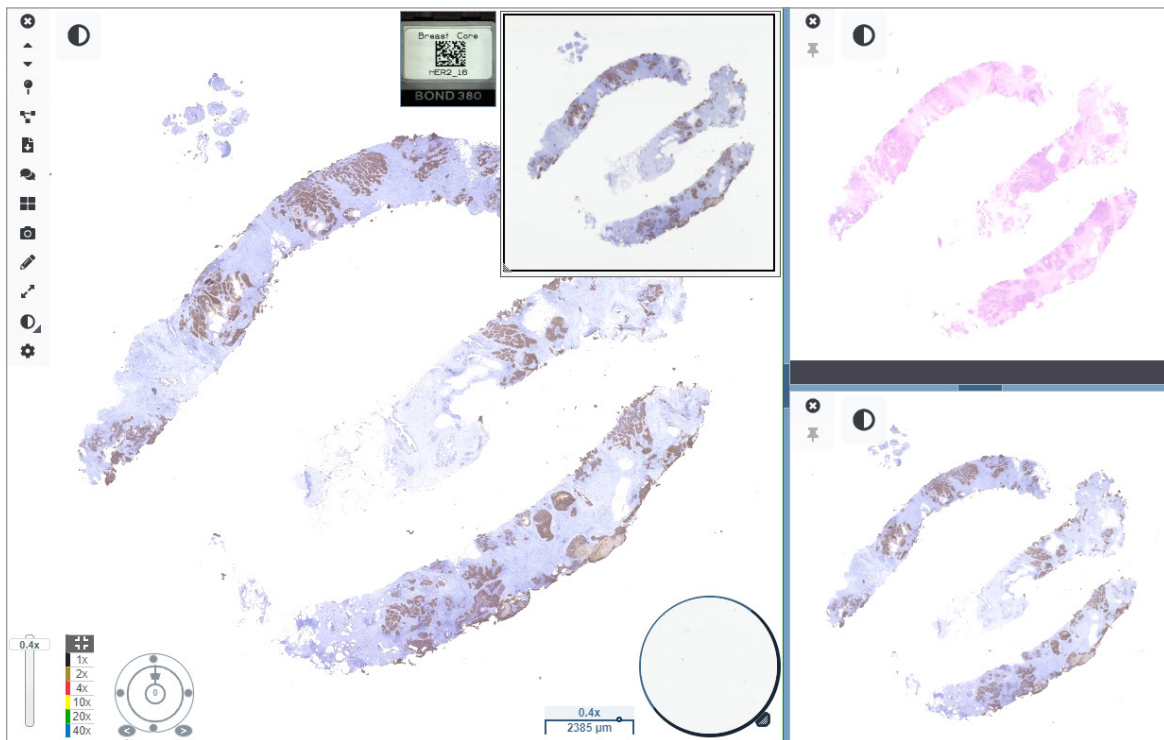 Breast Core
HER2_16
BOND 380
0.4x
1x
2x
4x
10x
20x
40x
0
0.4x
2385 µm